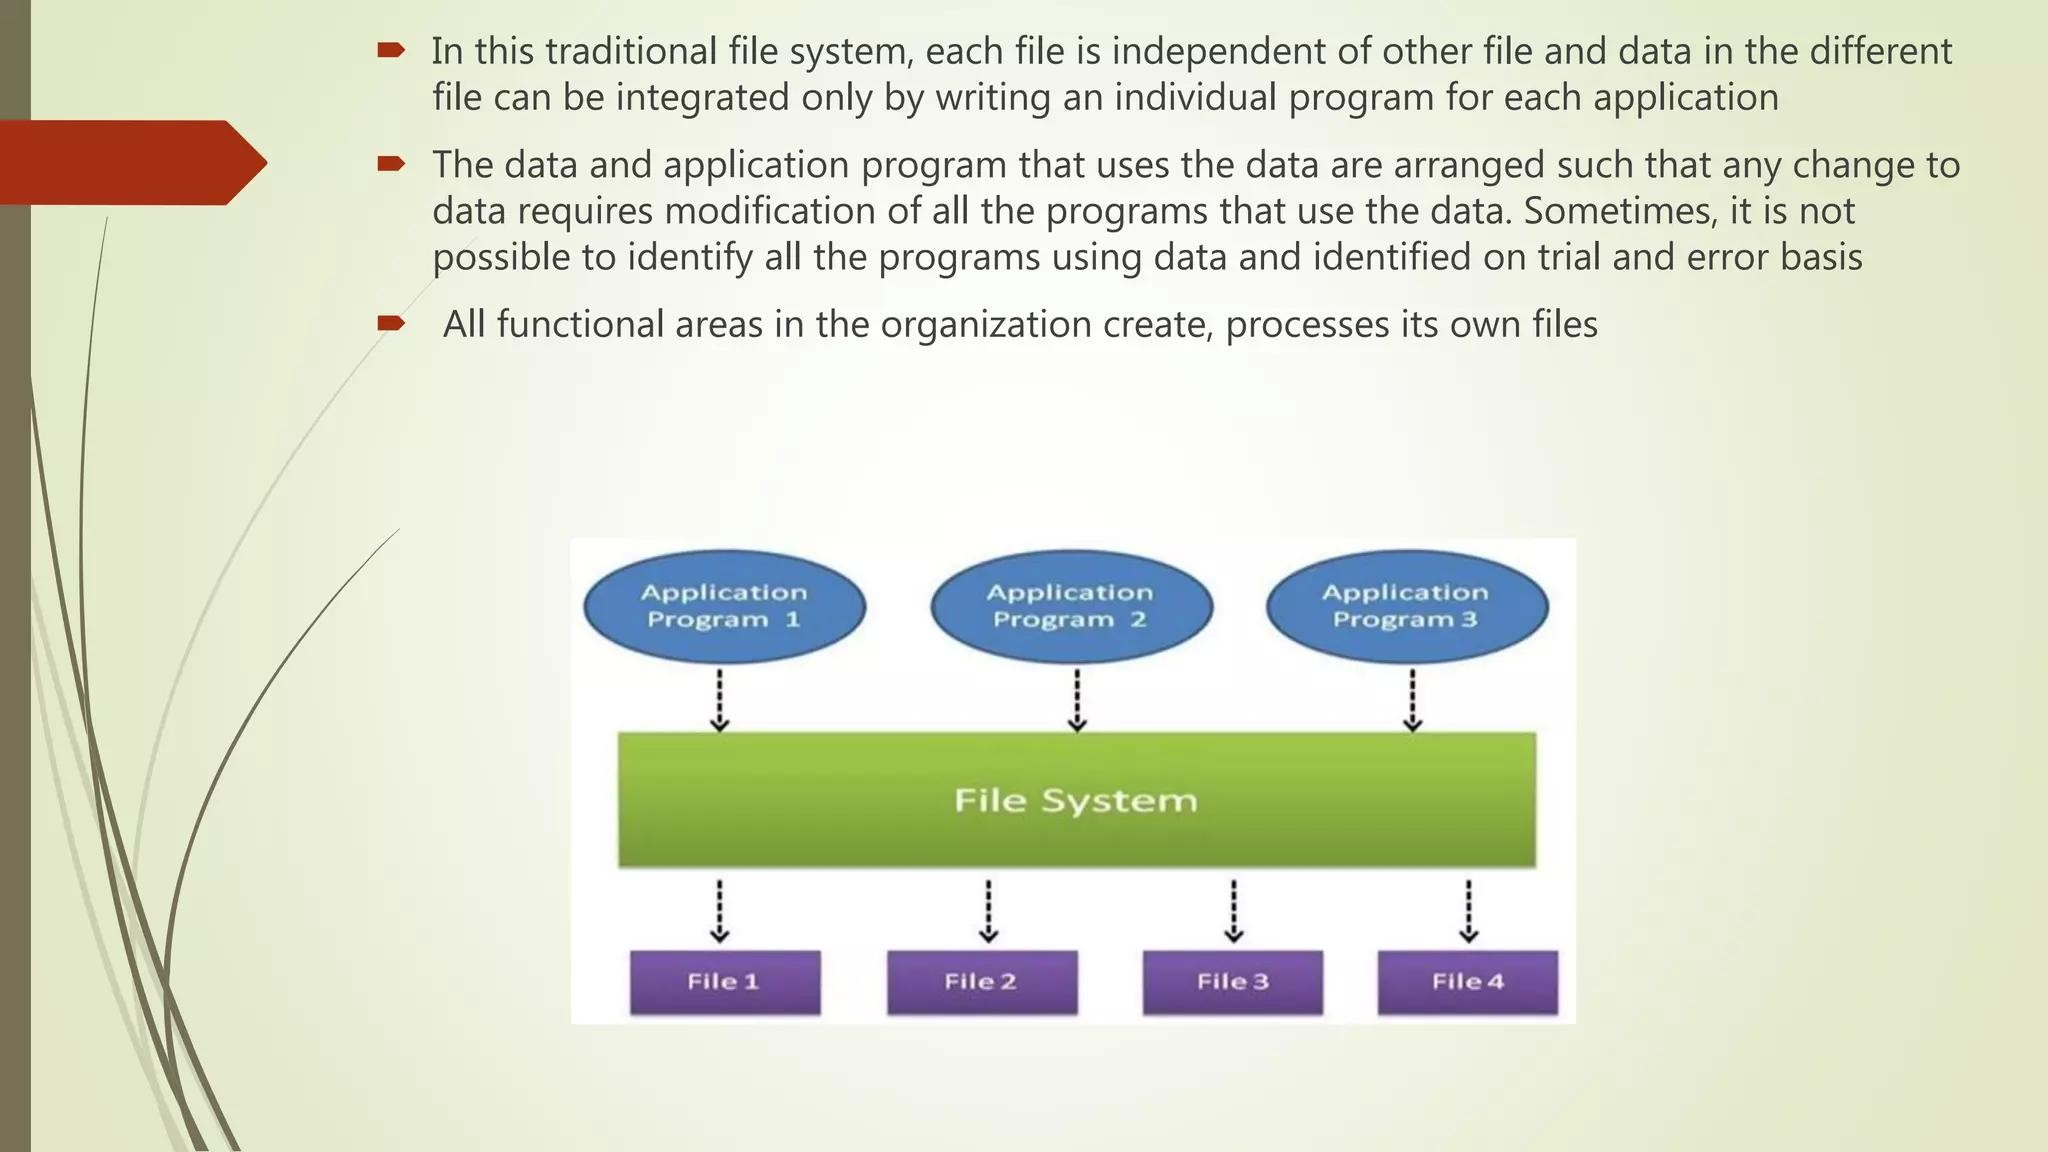 In this traditional file system, each file is independent of other file and data in the different
file can be integrated only by writing an individual program for each application
The data and application program that uses the data are arranged such that any change to
data requires modification of all the programs that use the data. Sometimes, it is not
possible to identify all the programs using data and identified on trial and error basis
All functional areas in the organization create, processes its own files
Application
Program 1
Application
Program 2
Application
Program 3
File System
File 1
File 2
File 3
File 4